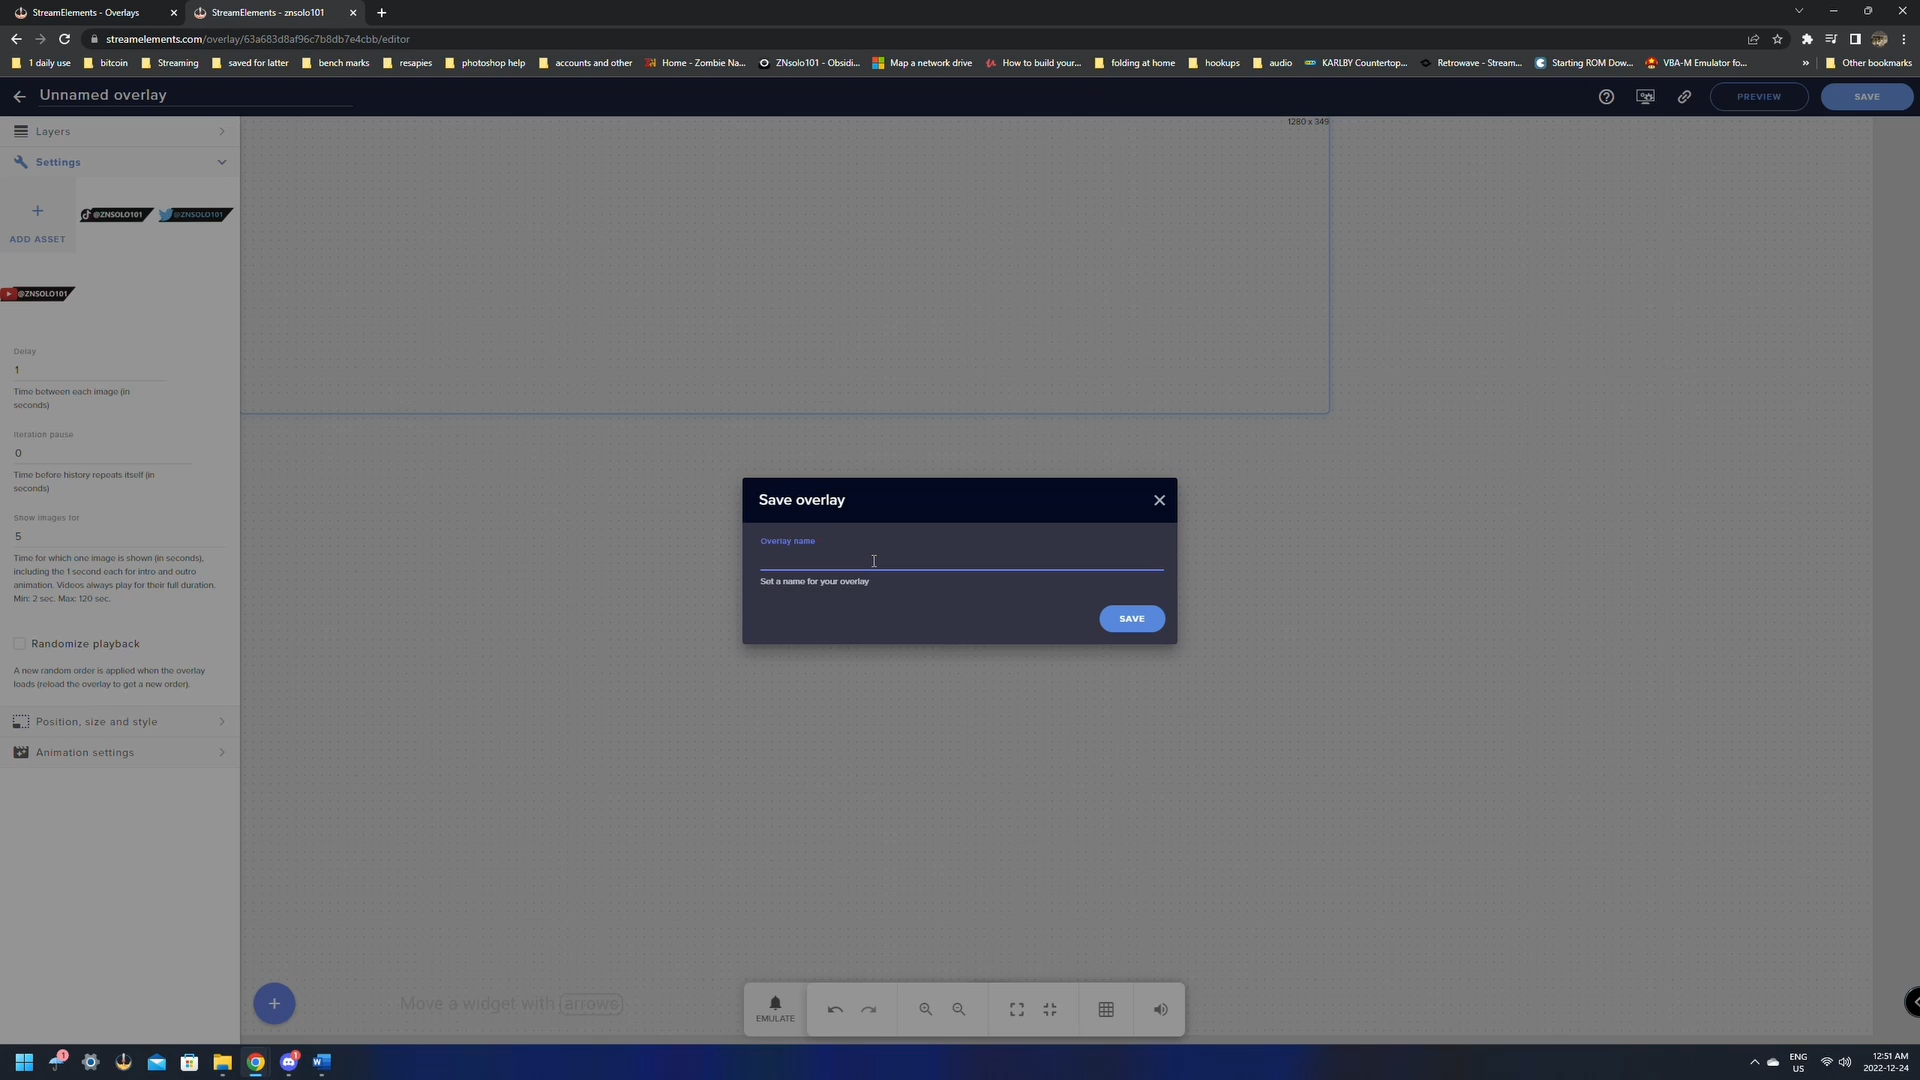 StreamElements - Overlays
StreamElements - znsolo101
streamelements.com/overlay/63a683d8af96c7b8db7e4cbb/editor
1 daily use
bitcoin
Streaming
saved for latter
bench marks
resapies
photoshop help
accounts and other
Home - Zombie Na...
ZNsolo101 - Obsidi...
Map a network drive
How to build your...
folding at home
hookups
audio
KARLBY Countertop...
Retrowave - Stream...
Starting ROM Dow...
VBA-M Emulator fo...
»
Other bookmarks
Unnamed overlay
PREVIEW
SAVE
Layers
1280 x 349
Settings
ADD ASSET
@ZNSOLO101
@ZNSOLO101
@ZNSOLO101
Delay
1
Time between each image (in
seconds)
Iteration pause
0
Time before history repeats itself (in
seconds)
Show images for
5
Time for which one image is shown (in seconds),
including the 1 second each for intro and outro
animation. Videos always play for their full duration.
Min: 2 sec. Max: 120 sec.
Randomize playback
A new random order is applied when the overlay
loads (reload the overlay to get a new order).
Position, size and style
Animation settings
Save overlay
Overlay name
Set a name for your overlay
SAVE
Move a widget with arrows
EMULATE
1
1
ENG
US
12:51 AM
2022-12-24